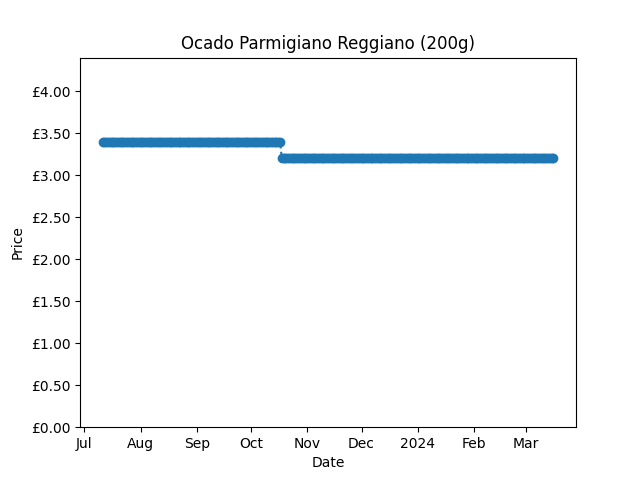 Ocado Parmigiano Reggiano (200g)
£4.00
£3.50
£3.00
£2.50
£2.00
£1.50
£1.00
£0.50
£0.00
Price
Jul Aug Sep Oct Nov Dec 2024 Feb Mar
Date